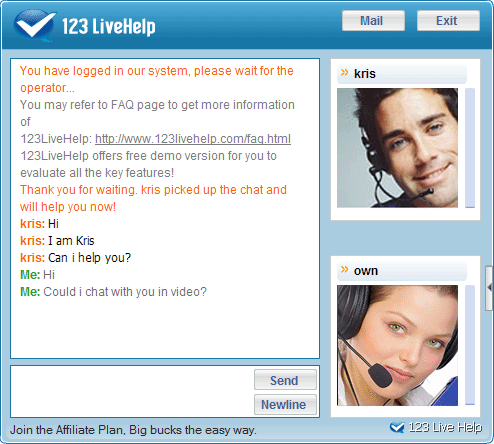 123 LiveHelp
Mail
Exit
You have logged in our system, please wait for the
operator...
You may refer to FAQ page to get more information
of
123LiveHelp: http://www.123livehelp.com/faq.html
123LiveHelp offers free demo version for you to
evaluate all the key features!
Thank you for waiting. kris picked up the chat and
will help you now!
kris: Hi
kris: I am Kris
kris: Can i help you?
Me: Hi
Me: Could i chat with you in video?
» kris
» own
Send
Newline
Join the Affiliate Plan, Big bucks the easy way.
123 Live Help